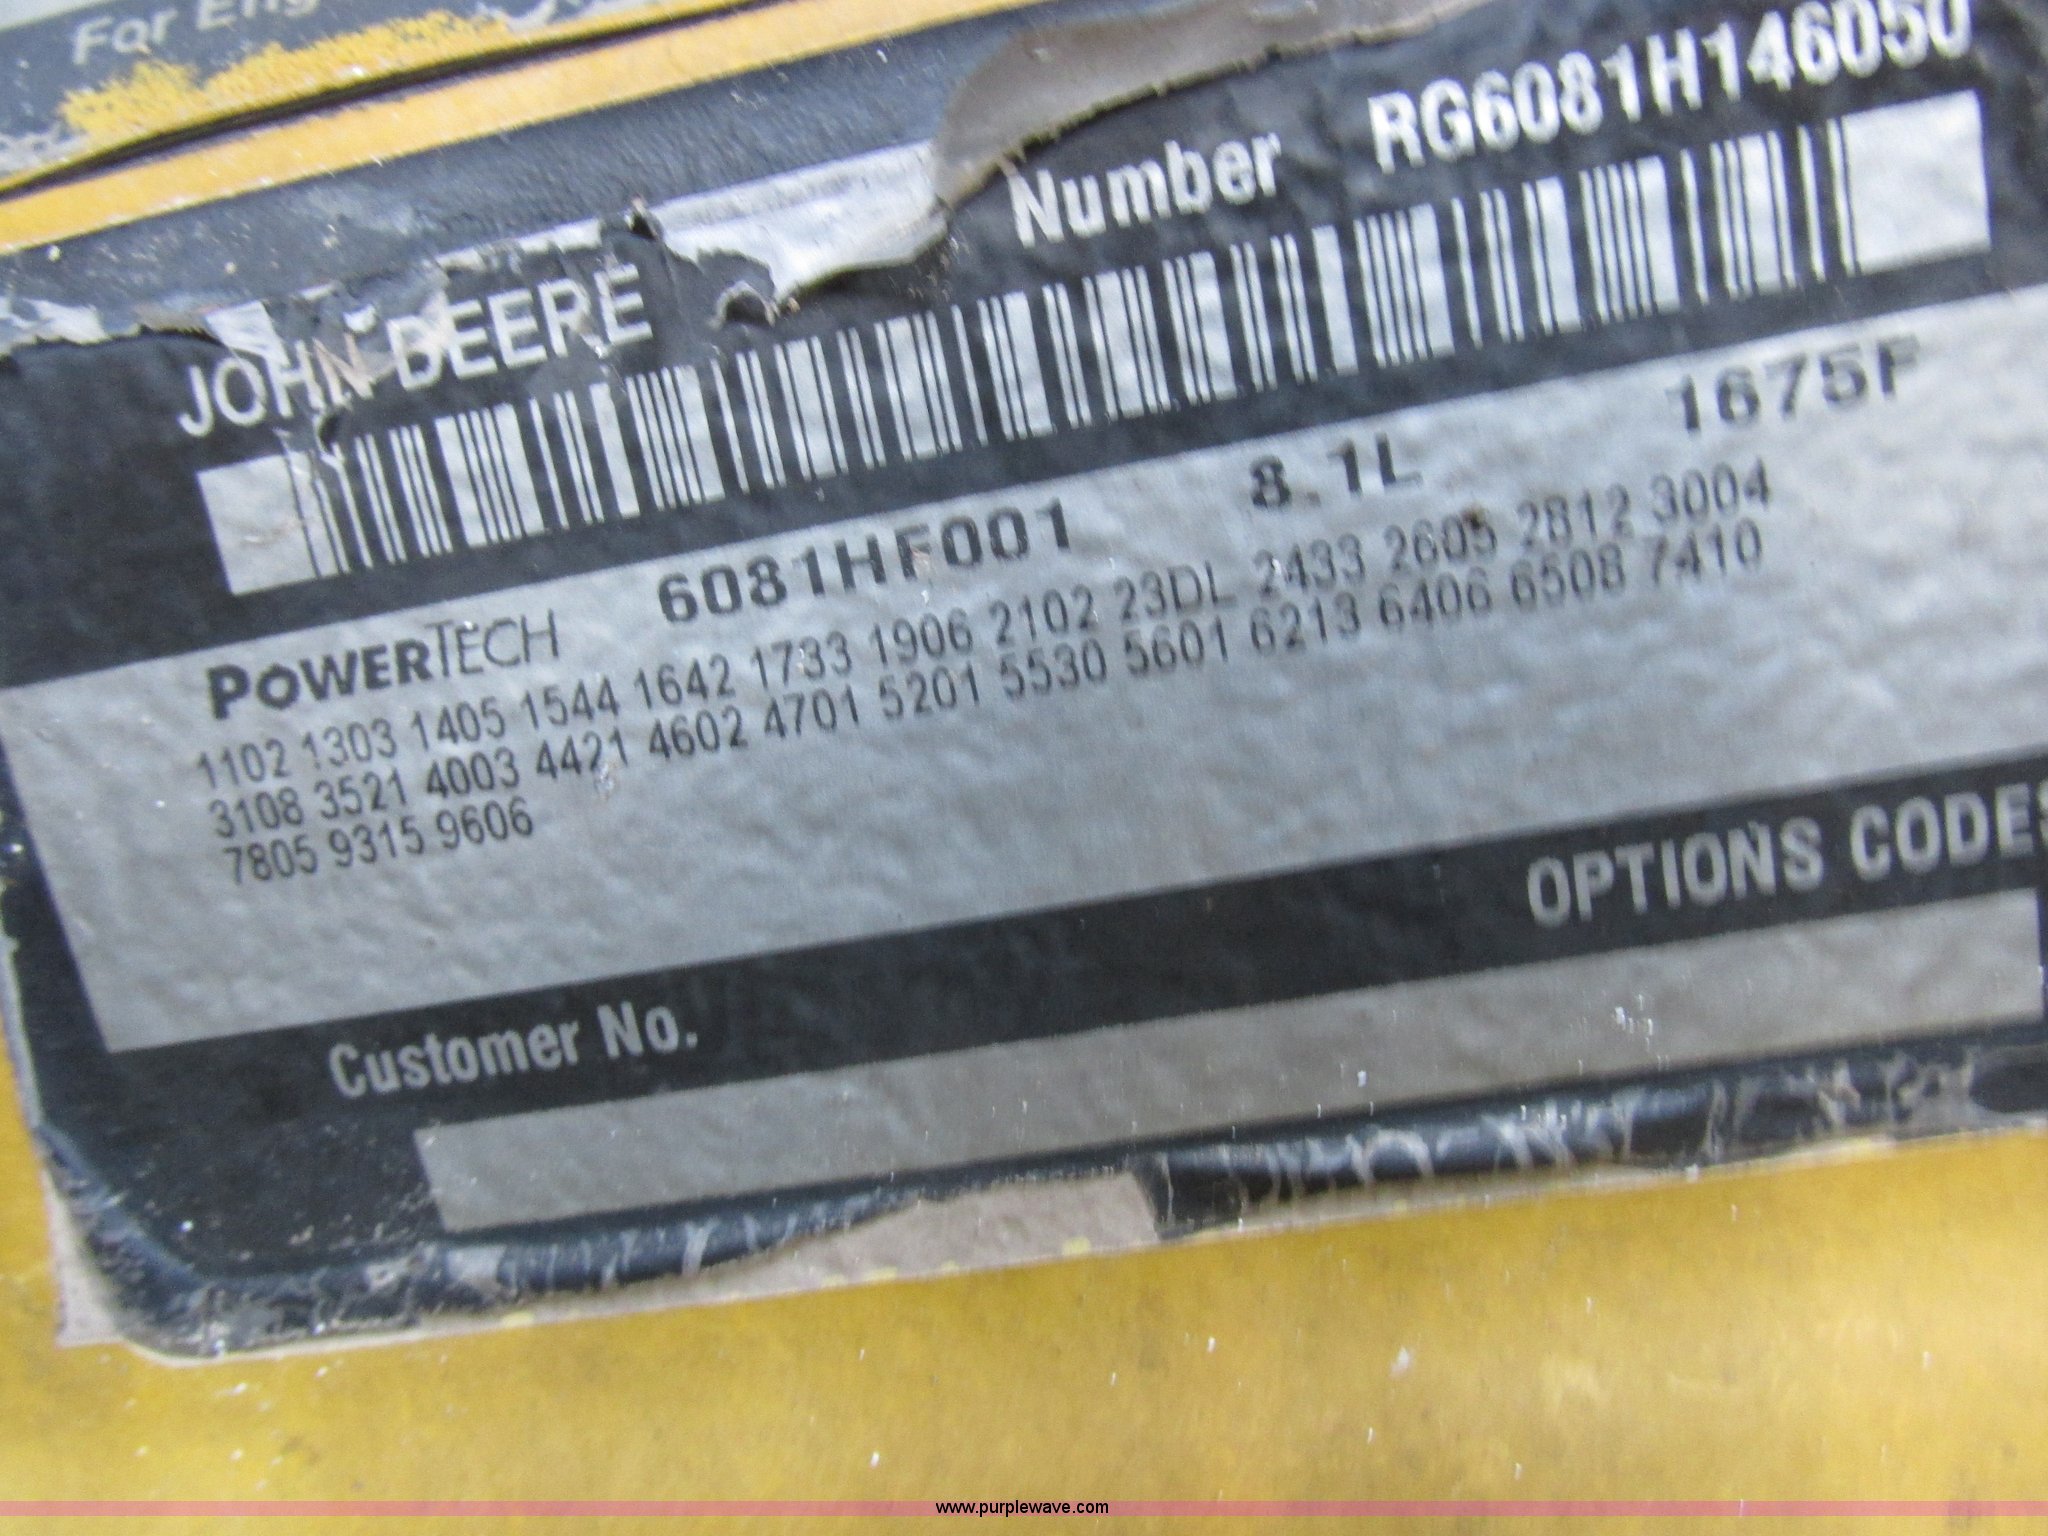 For Eng
JOHN DEERE
Number RG6081H146050
POWERTECH 6081HF001 8.1L 1675F
1102 1303 1405 1544 1642 1733 1906 2102 23DL 2433 2605 2812 3004
3108 3521 4003 4421 4602 4701 5201 5530 5601 6213 6406 6508 7410
7805 9315 9606
OPTIONS CODES
Customer No.
www.purplewave.com